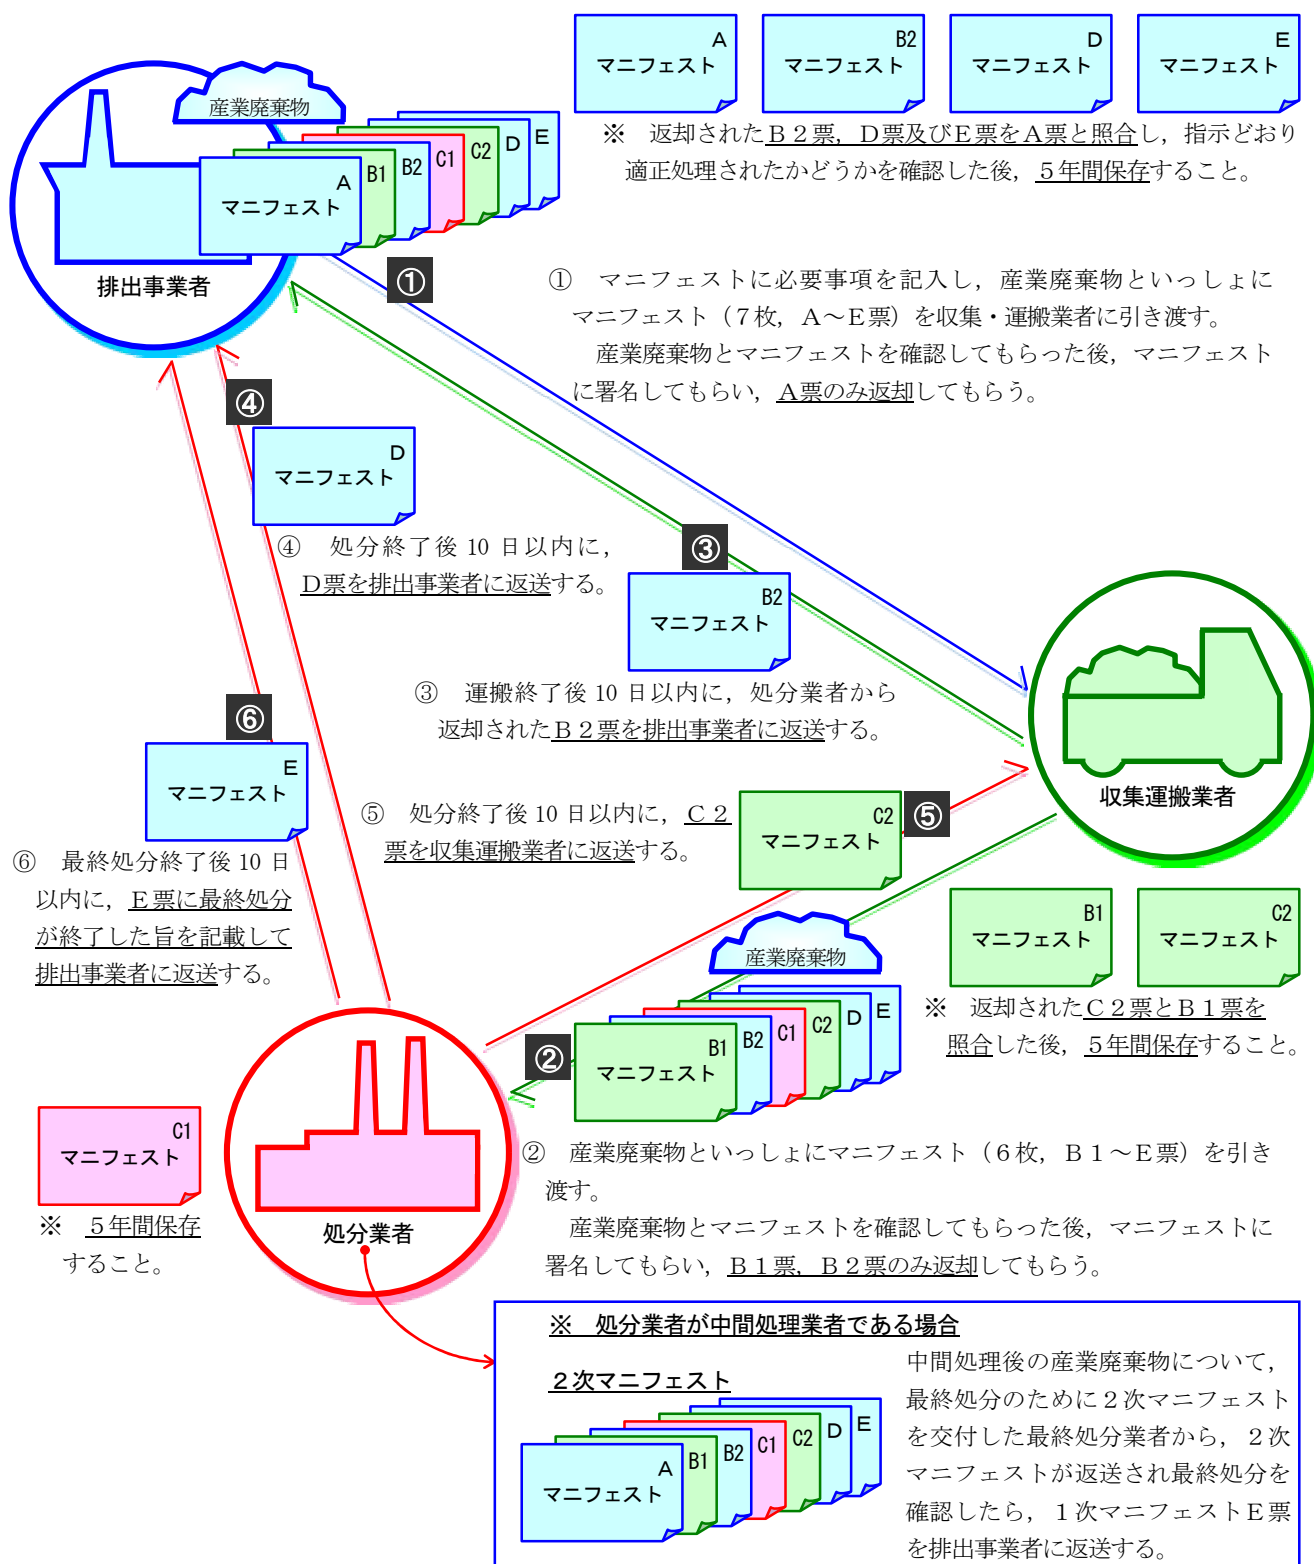 A
マニフェスト
B2
マニフェスト
D
マニフェスト
E
マニフェスト
※　返却されたＢ２票，Ｄ票及びＥ票をＡ票と照合し，指示どおり
適正処理されたかどうかを確認した後，５年間保存すること。
産業廃棄物
A
マニフェスト
B1
B2
C1
C2
D
E
排出事業者
①
①　マニフェストに必要事項を記入し，産業廃棄物といっしょに
マニフェスト（７枚，Ａ～Ｅ票）を収集・運搬業者に引き渡す。
産業廃棄物とマニフェストを確認してもらった後，マニフェスト
に署名してもらい，Ａ票のみ返却してもらう。
④
D
マニフェスト
④　処分終了後 10 日以内に，
Ｄ票を排出事業者に返送する。
③
B2
マニフェスト
③　運搬終了後 10 日以内に，処分業者から
返却されたＢ２票を排出事業者に返送する。
収集運搬業者
⑥
E
マニフェスト
⑥　最終処分終了後 10 日
以内に，Ｅ票に最終処分
が終了した旨を記載して
排出事業者に返送する。
⑤　処分終了後 10 日以内に，Ｃ２
票を収集運搬業者に返送する。
C2
マニフェスト
⑤
B1
マニフェスト
C2
マニフェスト
※　返却されたＣ２票とＢ１票を
照合した後，５年間保存すること。
産業廃棄物
②
B1
マニフェスト
B2
C1
C2
D
E
C1
マニフェスト
※　５年間保存
すること。
処分業者
②　産業廃棄物といっしょにマニフェスト（６枚，Ｂ１～Ｅ票）を引き
渡す。
産業廃棄物とマニフェストを確認してもらった後，マニフェストに
署名してもらい，Ｂ１票，Ｂ２票のみ返却してもらう。
※　処分業者が中間処理業者である場合
２次マニフェスト
A
マニフェスト
B1
B2
C1
C2
D
E
中間処理後の産業廃棄物について，
最終処分のために２次マニフェスト
を交付した最終処分業者から，２次
マニフェストが返送され最終処分を
確認したら，１次マニフェストＥ票
を排出事業者に返送する。